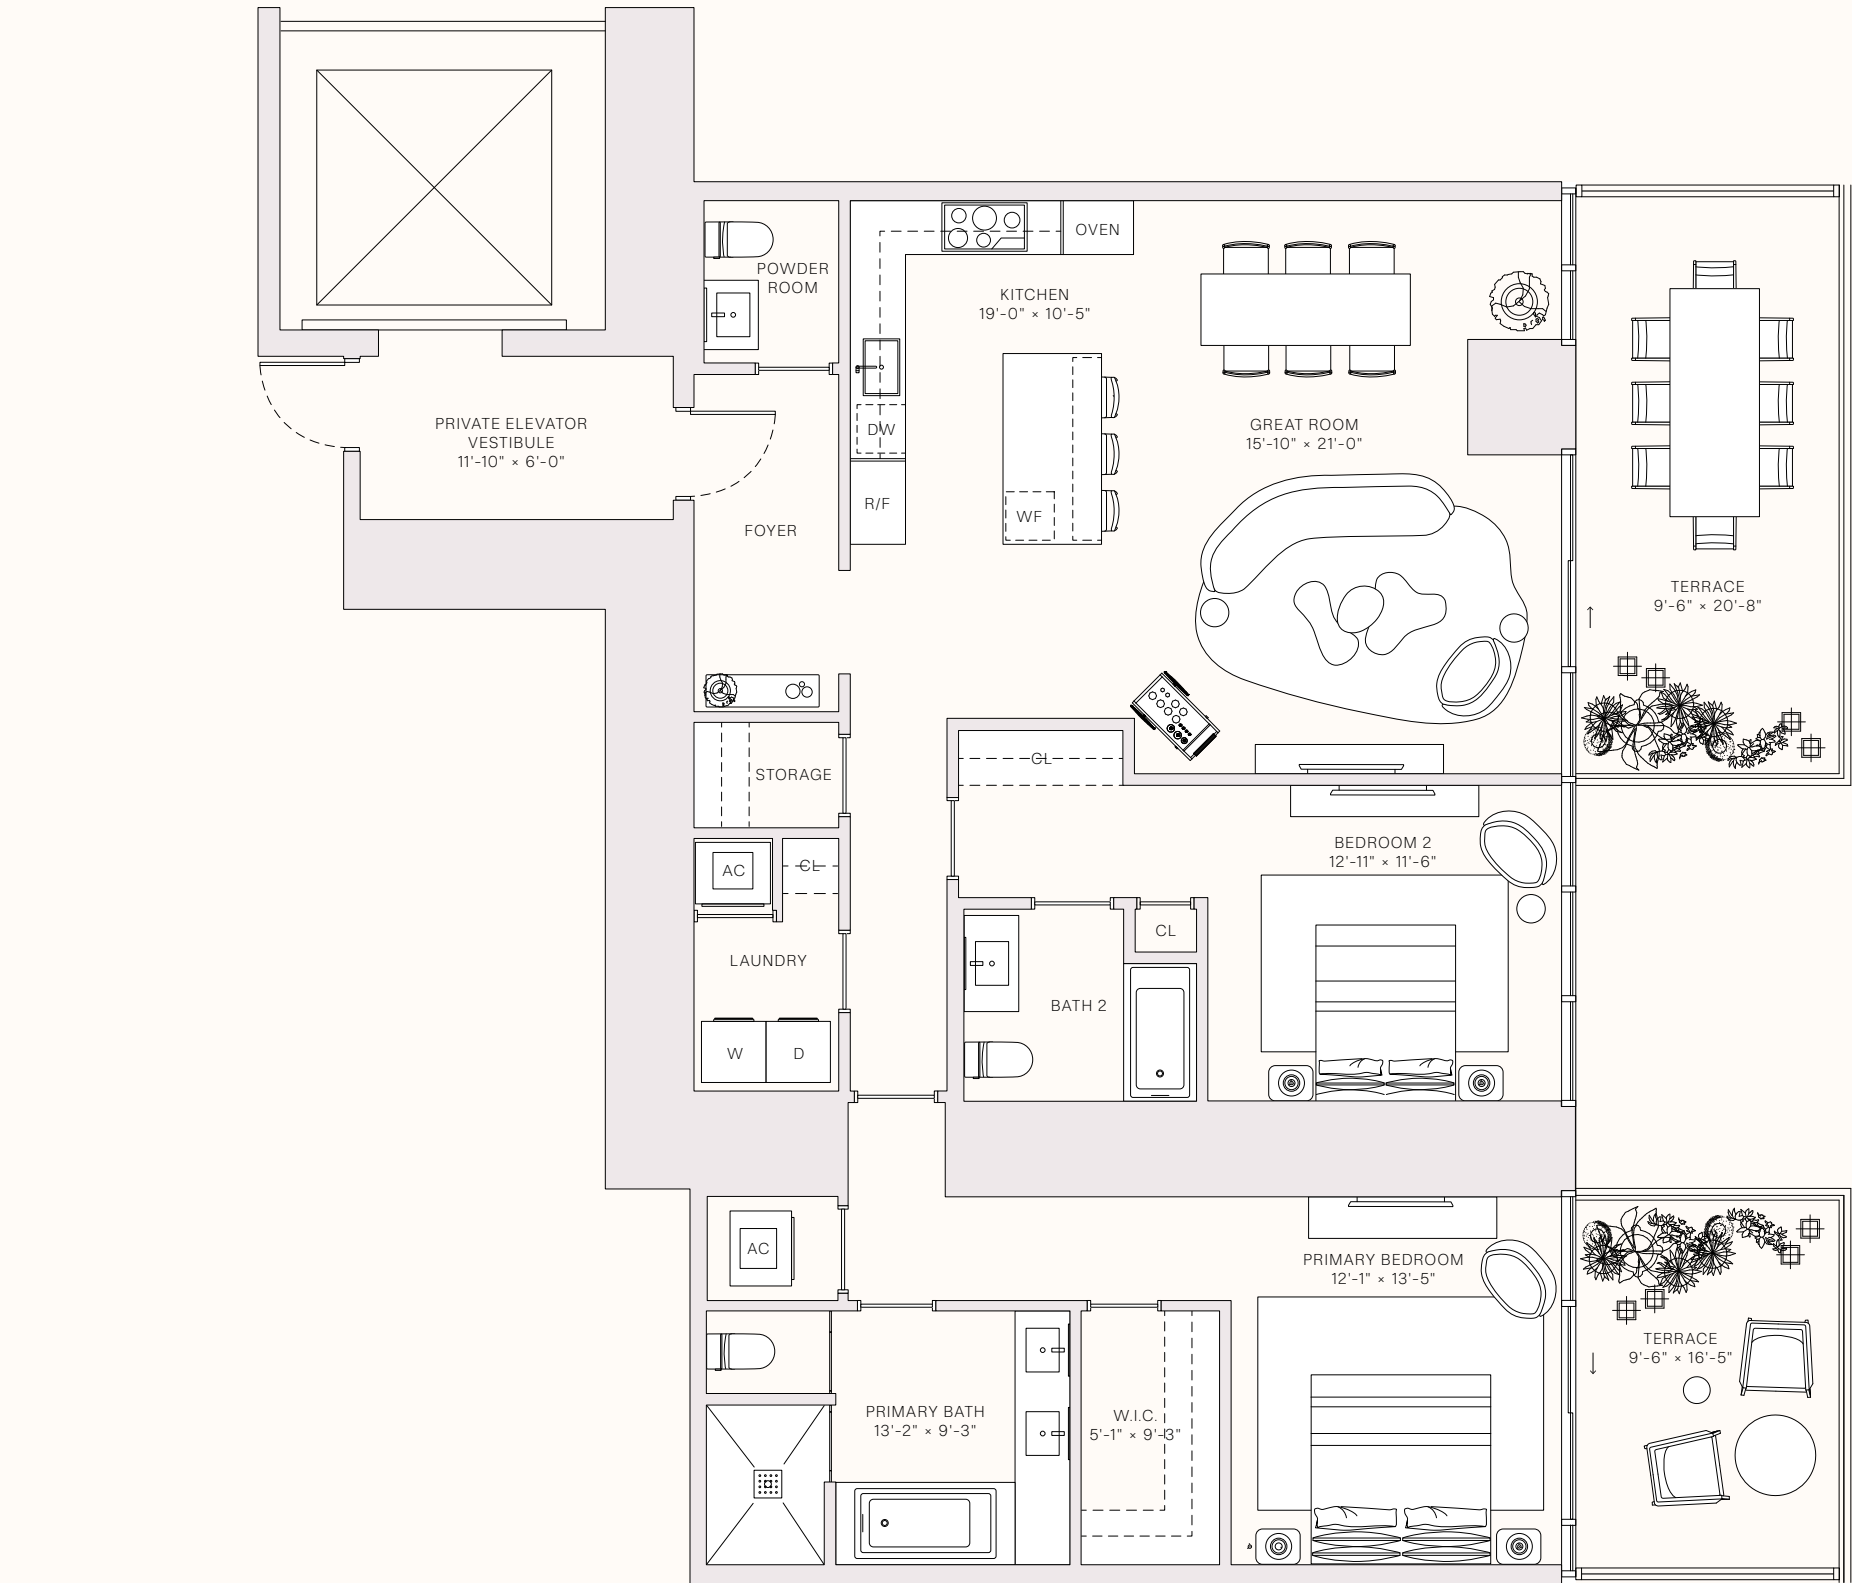 OVEN
POWDER
ROOM
KITCHEN
19'-0" × 10'-5"
PRIVATE ELEVATOR
VESTIBULE
11'-10" × 6'-0"
DW
GREAT ROOM
15'-10" × 21'-0"
R/F
WF
FOYER
TERRACE
9'-6" × 20'-8"
CL
STORAGE
BEDROOM 2
12'-11" × 11'-6"
AC
CL
CL
LAUNDRY
BATH 2
W
D
AC
PRIMARY BEDROOM
12'-1" × 13'-5"
TERRACE
9'-6" × 16'-5"
PRIMARY BATH
13'-2" × 9'-3"
W.I.C.
5'-1" × 9'-3"